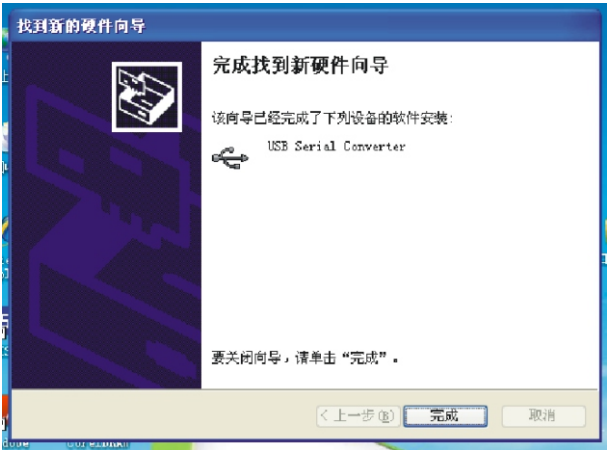 找到新的硬件向导
完成找到新硬件向导
该向导已经完成了下列设备的软件安装:
USB Serial Converter
要关闭向导，请单击“完成”。
<上一步(B)
完成
取消